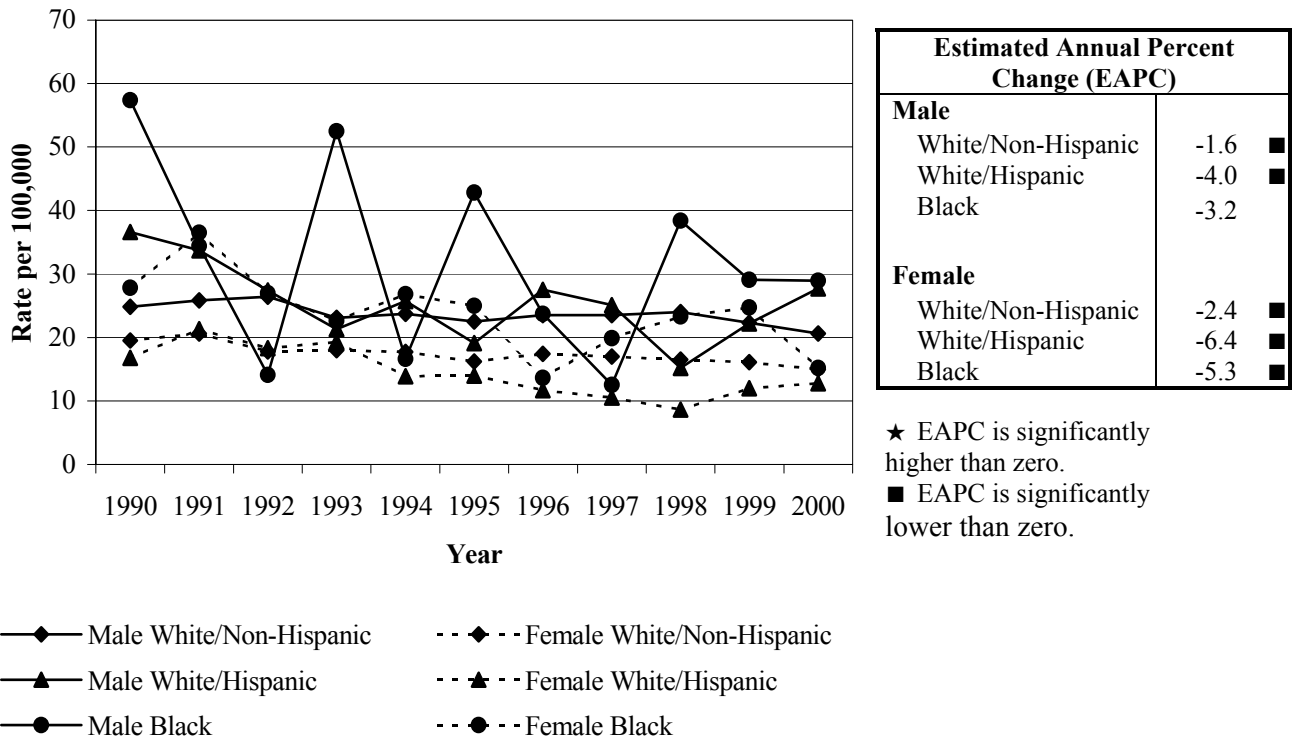 70
60
50
40
30
20
10
0
Rate per 100,000
1990 1991 1992 1993 1994 1995 1996 1997 1998 1999 2000
Year
Male White/Non-Hispanic
Female White/Non-Hispanic
Male White/Hispanic
Female White/Hispanic
Male Black
Female Black
Estimated Annual Percent
Change (EAPC)
Male
White/Non-Hispanic -1.6 ■
White/Hispanic -4.0 ■
Black -3.2
Female
White/Non-Hispanic -2.4 ■
White/Hispanic -6.4 ■
Black -5.3 ■
★ EAPC is significantly
higher than zero.
■ EAPC is significantly
lower than zero.